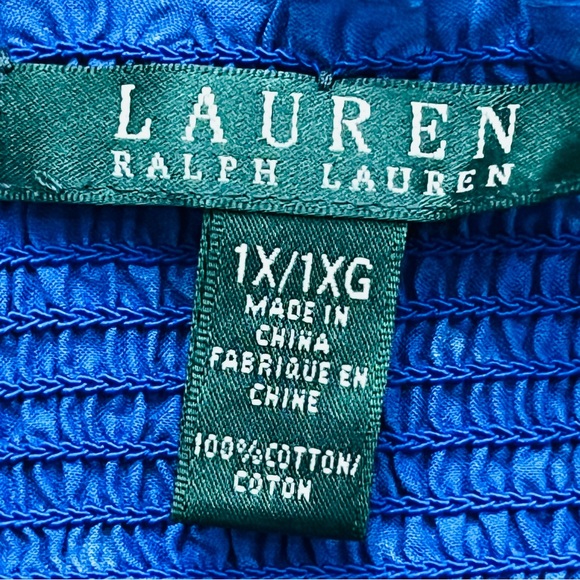 LAUREN
RALPH LAUREN
1X/1XG
MADE IN
CHINA
FABRIQUE EN
CHINE
100%COTTON/
COTON